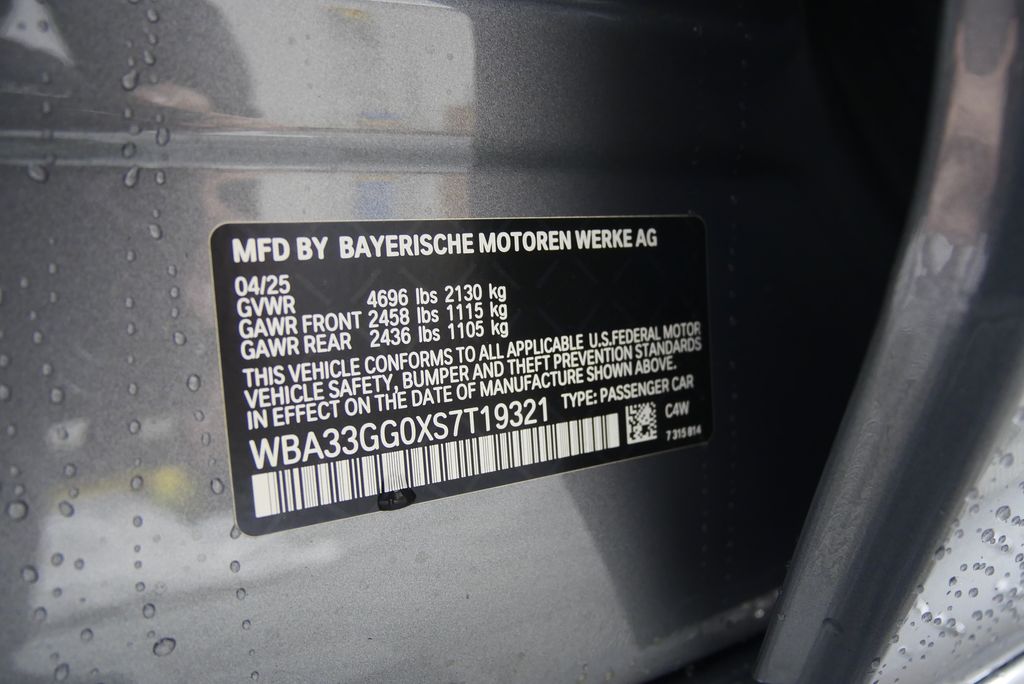 MFD BY BAYERISCHE MOTOREN WERKE AG
04/25
GVWR 4696 lbs 2130 kg
GAWR FRONT 2458 lbs 1115 kg
GAWR REAR 2436 lbs 1105 kg
THIS VEHICLE CONFORMS TO ALL APPLICABLE U.S.FEDERAL MOTOR
VEHICLE SAFETY, BUMPER AND THEFT PREVENTION STANDARDS
IN EFFECT ON THE DATE OF MANUFACTURE SHOWN ABOVE.
WBA33GG0XS7T19321 TYPE: PASSENGER CAR
C4W
7 315 814